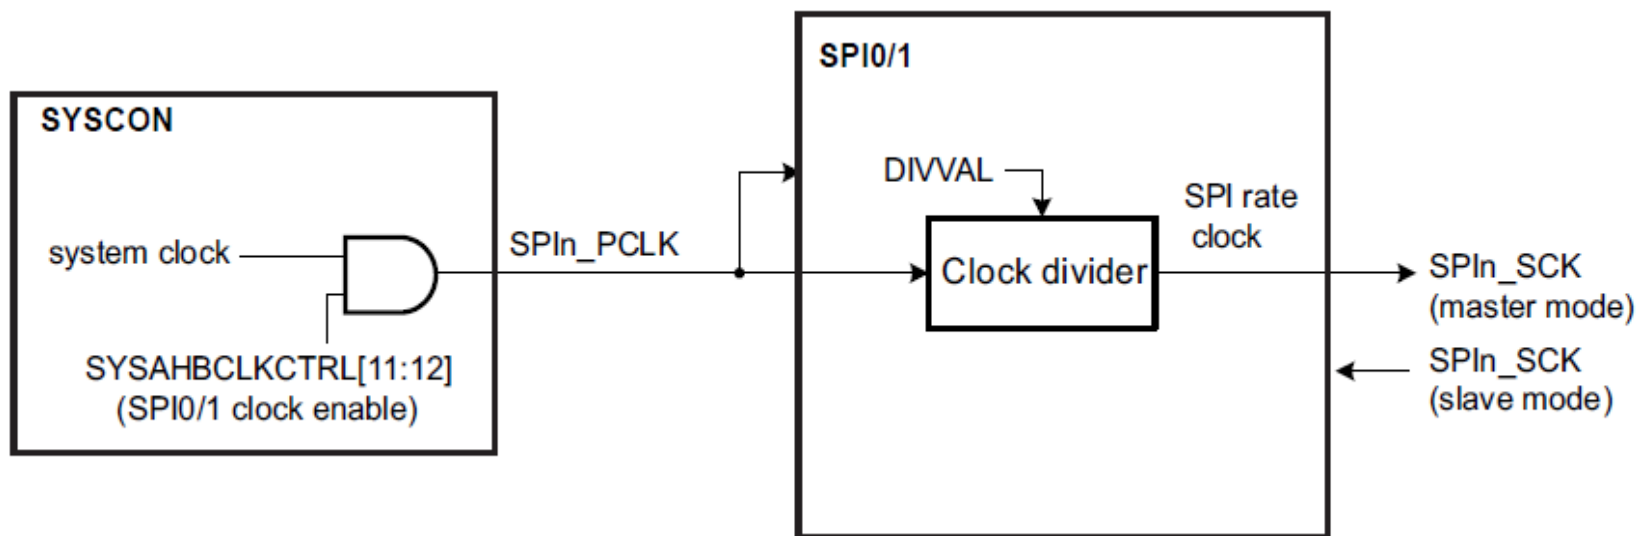 SYSCON
system clock
SYSAHBCLKCTRL[11:12]
(SPI0/1 clock enable)
SPIn_PCLK
SPI0/1
DIVVAL
Clock divider
SPI rate
clock
SPIn_SCK
(master mode)
SPIn_SCK
(slave mode)